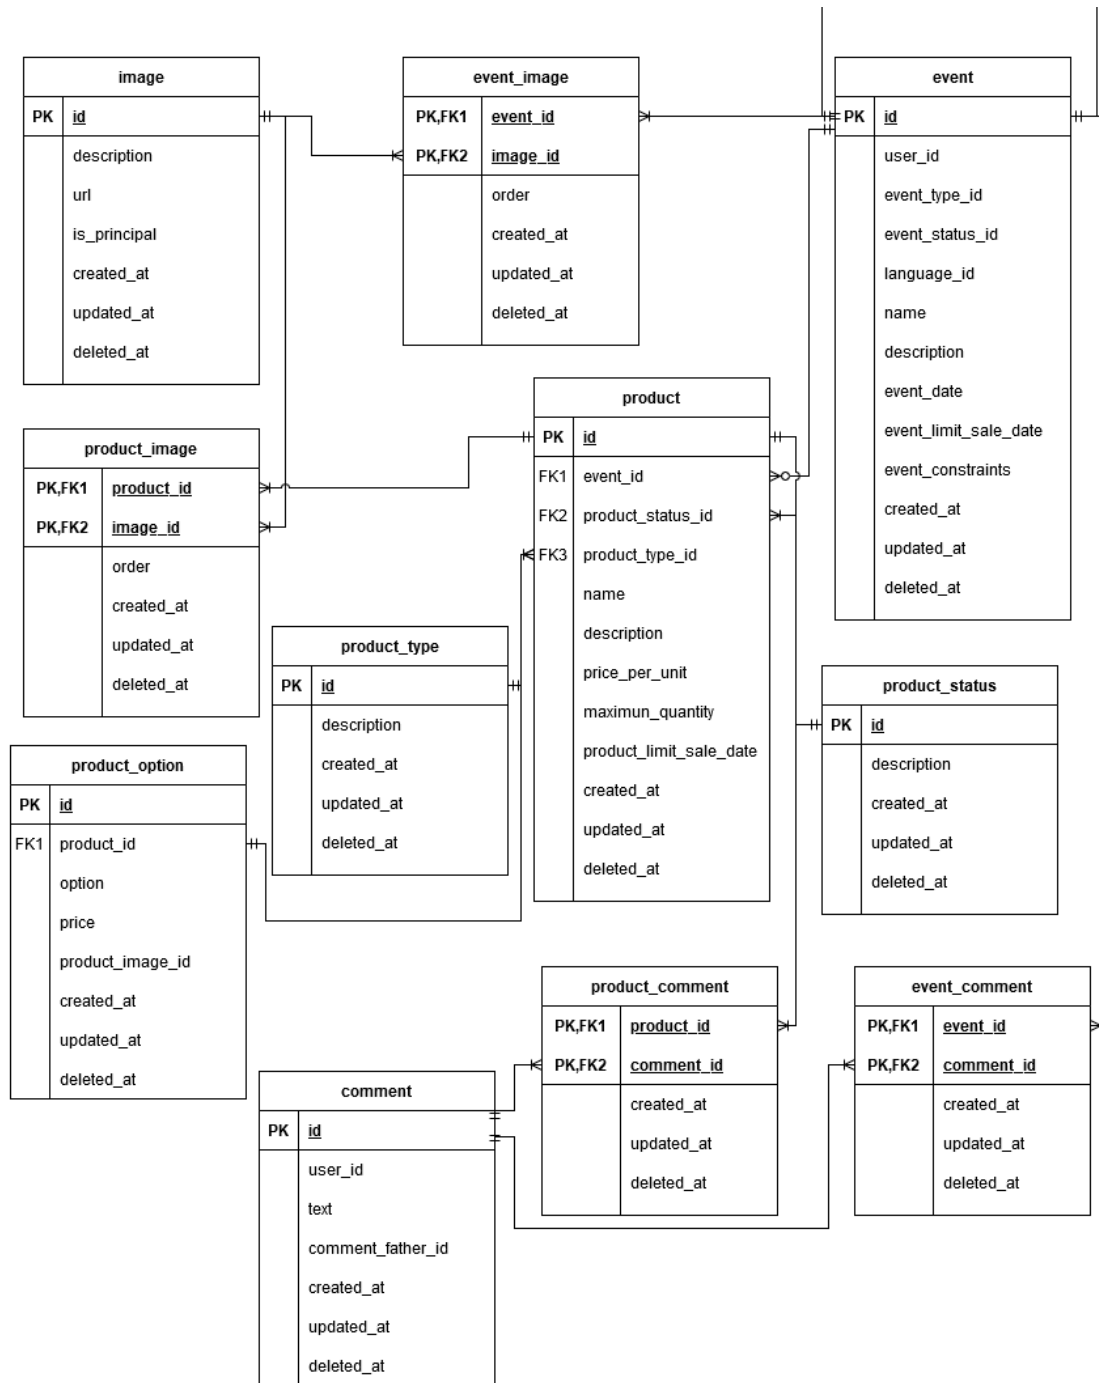 image
PK id
description
url
is_principal
created_at
updated_at
deleted_at
event_image
PK,FK1 event_id
PK,FK2 image_id
order
created_at
updated_at
deleted_at
event
PK id
user_id
event_type_id
event_status_id
language_id
name
description
event_date
event_limit_sale_date
event_constraints
created_at
updated_at
deleted_at
product
PK id
FK1 event_id
FK2 product_status_id
FK3 product_type_id
name
description
price_per_unit
maximun_quantity
product_limit_sale_date
created_at
updated_at
deleted_at
product_image
PK,FK1 product_id
PK,FK2 image_id
order
created_at
updated_at
deleted_at
product_type
PK id
description
created_at
updated_at
deleted_at
product_status
PK id
description
created_at
updated_at
deleted_at
product_option
PK id
FK1 product_id
option
price
product_image_id
created_at
updated_at
deleted_at
product_comment
PK,FK1 product_id
PK,FK2 comment_id
created_at
updated_at
deleted_at
event_comment
PK,FK1 event_id
PK,FK2 comment_id
created_at
updated_at
deleted_at
comment
PK id
user_id
text
comment_father_id
created_at
updated_at
deleted_at